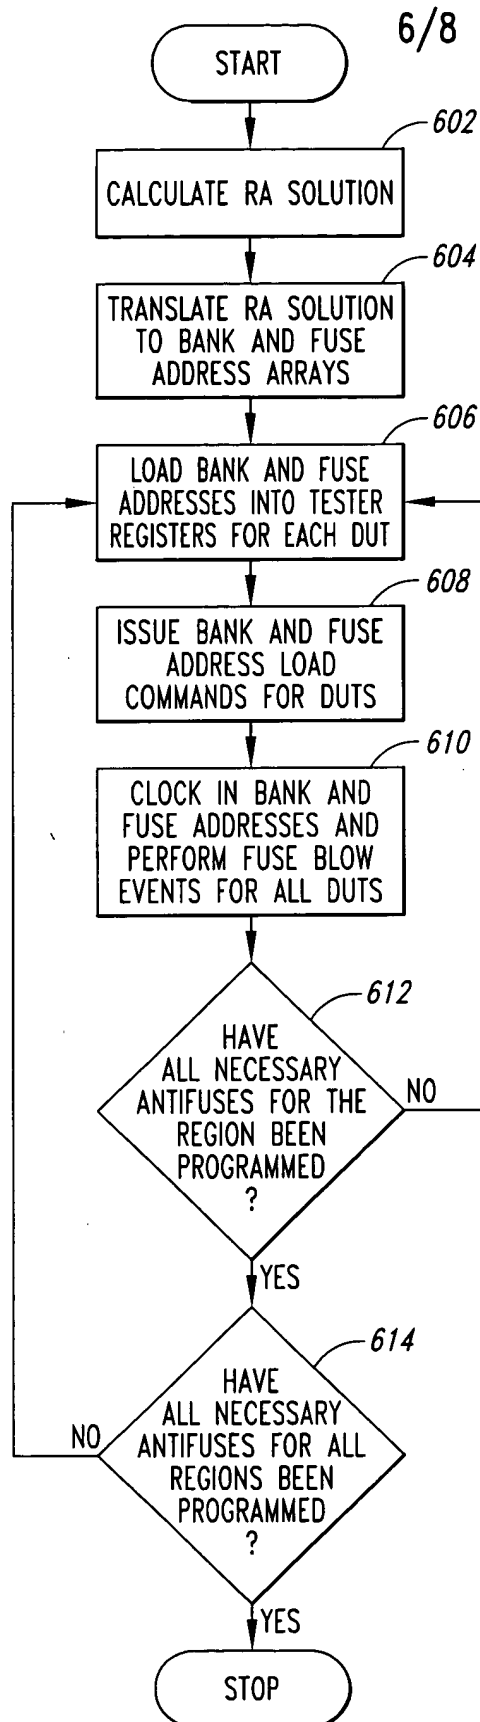 6/8
START
602
CALCULATE RA SOLUTION
604
TRANSLATE RA SOLUTION
TO BANK AND FUSE
ADDRESS ARRAYS
606
LOAD BANK AND FUSE
ADDRESSES INTO TESTER
REGISTERS FOR EACH DUT
608
ISSUE BANK AND FUSE
ADDRESS LOAD
COMMANDS FOR DUTS
610
CLOCK IN BANK AND
FUSE ADDRESSES AND
PERFORM FUSE BLOW
EVENTS FOR ALL DUTS
612
HAVE
ALL NECESSARY
ANTIFUSES FOR THE
REGION BEEN
PROGRAMMED
?
NO
YES
614
HAVE
ALL NECESSARY
ANTIFUSES FOR ALL
REGIONS BEEN
PROGRAMMED
?
NO
YES
STOP